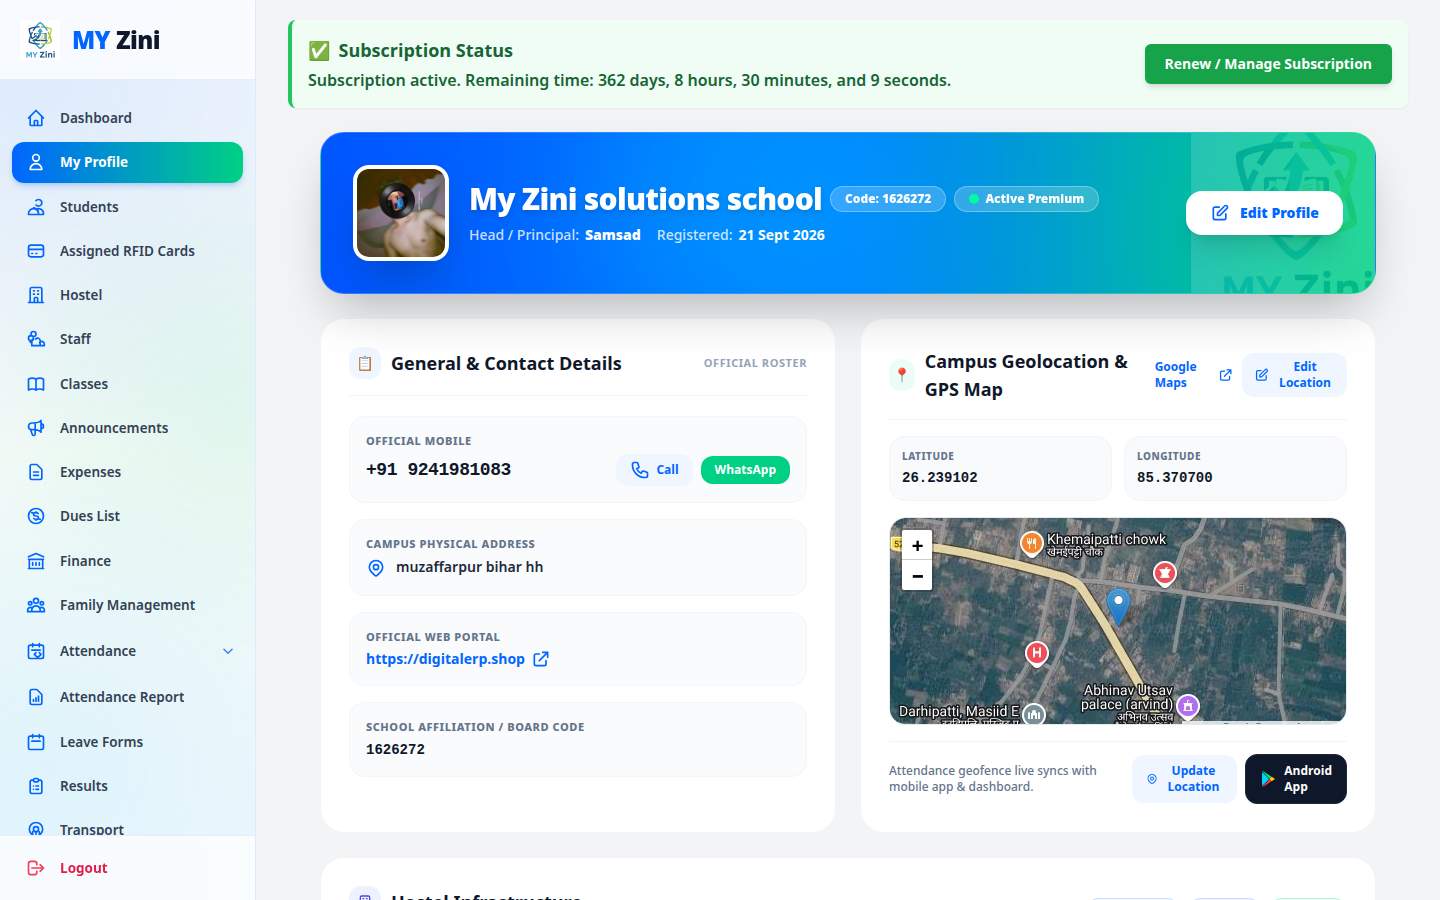 MY Zini
MY Zini
Dashboard
My Profile
Students
Assigned RFID Cards
Hostel
Staff
Classes
Announcements
Expenses
Dues List
Finance
Family Management
Attendance
Attendance Report
Leave Forms
Results
Transport
Logout
✅ Subscription Status
Subscription active. Remaining time: 362 days, 8 hours, 30 minutes, and 9 seconds.
Renew / Manage Subscription
My Zini solutions school
Code: 1626272
Active Premium
Head / Principal: Samsad Registered: 21 Sept 2026
Edit Profile
MY Zini
General & Contact Details
OFFICIAL ROSTER
OFFICIAL MOBILE
+91 9241981083
Call
WhatsApp
CAMPUS PHYSICAL ADDRESS
muzaffarpur bihar hh
OFFICIAL WEB PORTAL
https://digitalerp.shop
SCHOOL AFFILIATION / BOARD CODE
1626272
Campus Geolocation &
GPS Map
Google
Maps
Edit
Location
LATITUDE
26.239102
LONGITUDE
85.370700
+
−
52
Khemaipatti chowk
खेमईपट्टी चौक
H
Abhinav Utsav
palace (arvind)
अभिनव उत्सव
Darhipatti, Masjid E
Attendance geofence live syncs with
mobile app & dashboard.
Update
Location
Android
App
Hostel Infrastructure